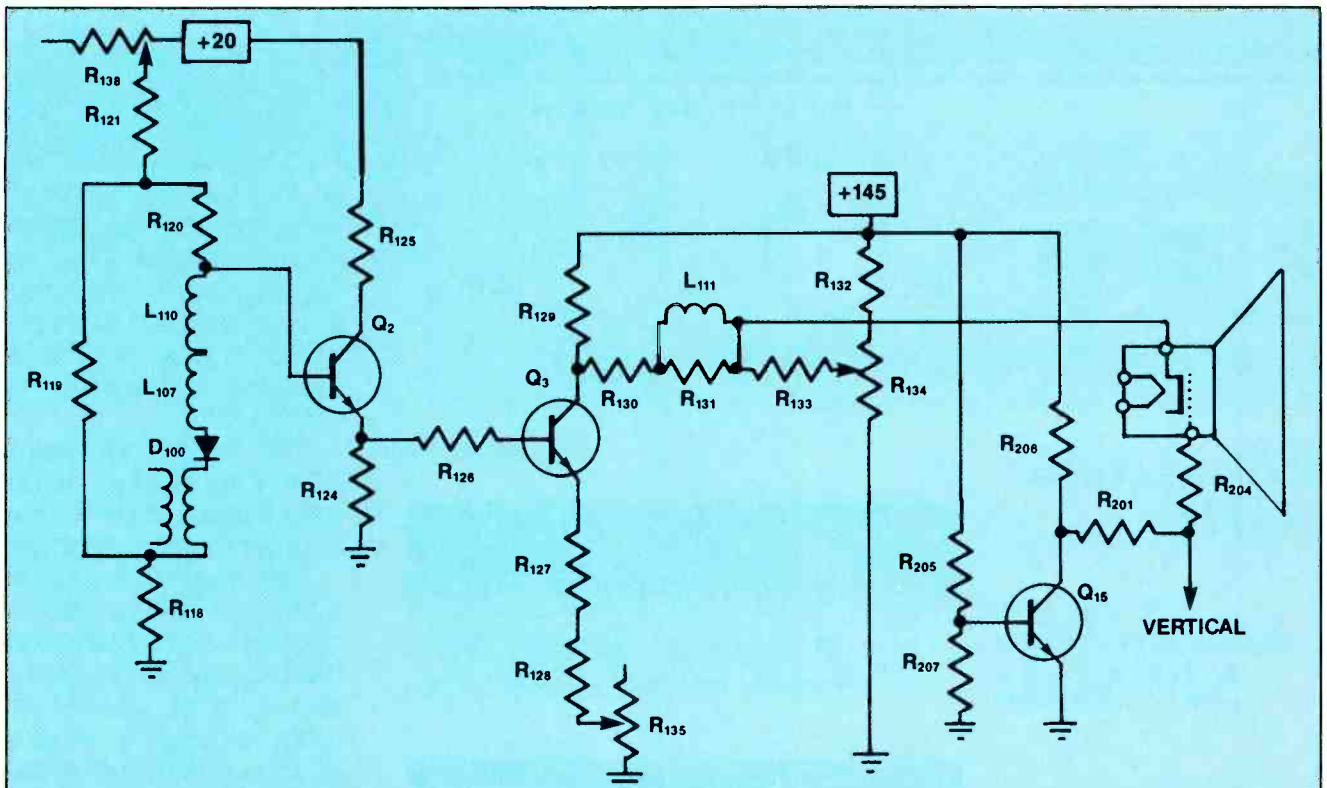 +20
R138
R121
R120
R125
+145
L110
Q2
R129
L111
R132
R119
L107
Q3
R130
R131
R133
R134
D100
R206
R124
R126
R201
R204
R205
R127
Q15
R118
VERTICAL
R128
R207
R135